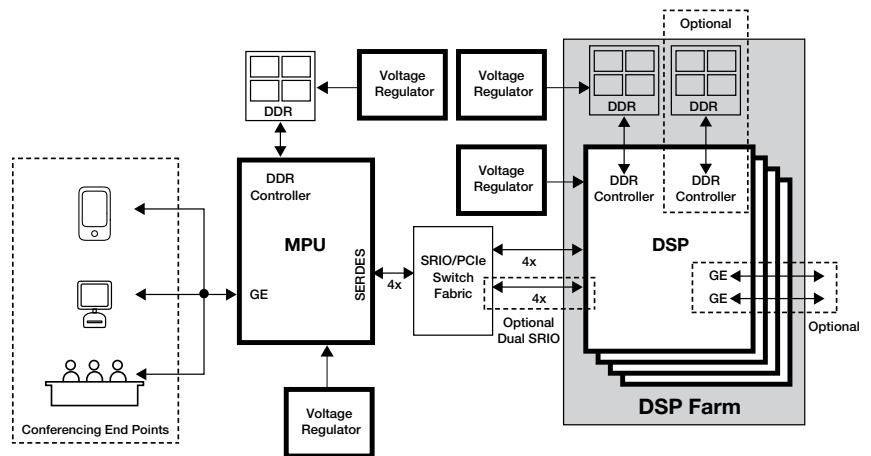 Optional
Voltage
Regulator
Voltage
Regulator
DDR
DDR
DDR
DDR
Controller
Voltage
Regulator
DDR
Controller
DDR
Controller
MPU
SERDES
GE
4x
SRIO/PCIe
Switch
Fabric
4x
4x
Optional
Dual SRIO
DSP
GE
GE
Optional
Voltage
Regulator
DSP Farm
Conferencing End Points